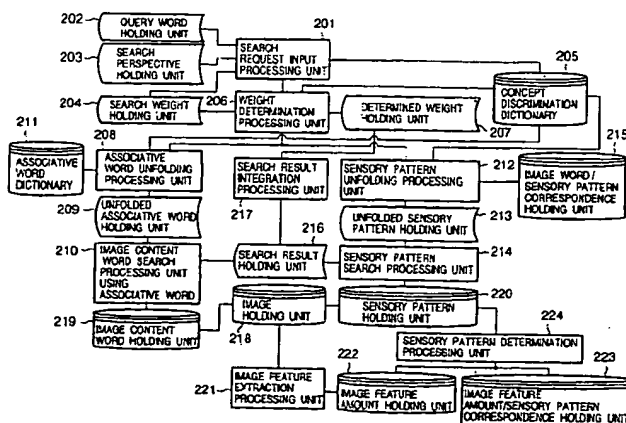 201
202
QUERY WORD HOLDING UNIT
203
SEARCH
PERSPECTIVE
HOLDING UNIT
SEARCH
REQUEST INPUT
PROCESSING UNIT
205
204
SEARCH WEIGHT
HOLDING UNIT
206
WEIGHT
DETERMINATION
PROCESSING UNIT
DETERMINED WEIGHT
HOLDING UNIT
207
CONCEPT
DISCRIMINATION
DICTIONARY
211
ASSOCIATIVE
WORD DICTIONARY
208
ASSOCIATIVE
WORD UNFOLDING
PROCESSING UNIT
SEARCH RESULT
INTEGRATION
PROCESSING UNIT
217
SENSORY PATTERN
UNFOLDING PROCESSING
UNIT
212
215
IMAGE WORD/
SENSORY PATTERN
CORRESPONDENCE
HOLDING UNIT
209
UNFOLDED
ASSOCIATIVE WORD
HOLDING UNIT
216
UNFOLDED SENSORY
PATTERN HOLDING UNIT
213
210
IMAGE CONTENT
WORD SEARCH
PROCESSING UNIT
USING
ASSOCIATIVE WORD
SEARCH RESULT
HOLDING UNIT
SENSORY PATTERN
SEARCH PROCESSING UNIT
214
219
IMAGE CONTENT
WORD HOLDING UNIT
IMAGE
HOLDING UNIT
218
SENSORY PATTERN
HOLDING UNIT
220
224
SENSORY PATTERN DETERMINATION
PROCESSING UNIT
221
IMAGE FEATURE
EXTRACTION
PROCESSING UNIT
222
IMAGE FEATURE
AMOUNT HOLDING UNIT
223
IMAGE FEATURE
AMOUNT/SENSORY PATTERN
CORRESPONDENCE HOLDING UNIT